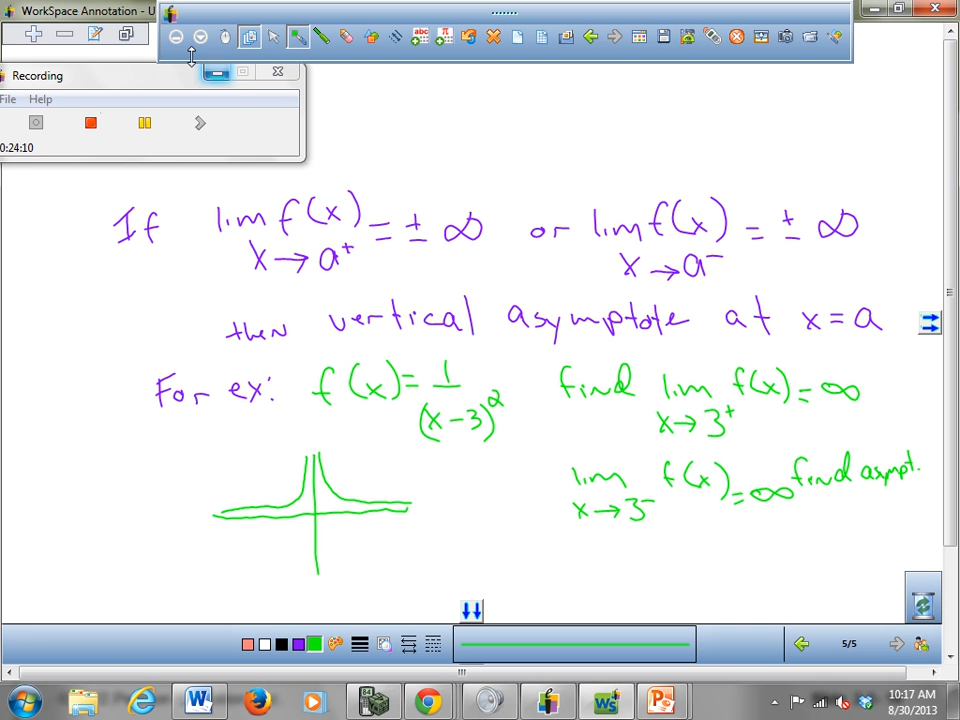 WorkSpace Annotation - U
Recording
File Help
0:24:10
If lim f(x) = ± ∞ or lim f(x) = ± ∞
x → a⁺ x → a⁻
then vertical asymptote at x = a
For ex: f(x) = 1/(x-3)² find lim f(x) = ∞
x → 3⁺
lim f(x) = ∞ find asympt.
x → 3⁻
5/5
10:17 AM
8/30/2013